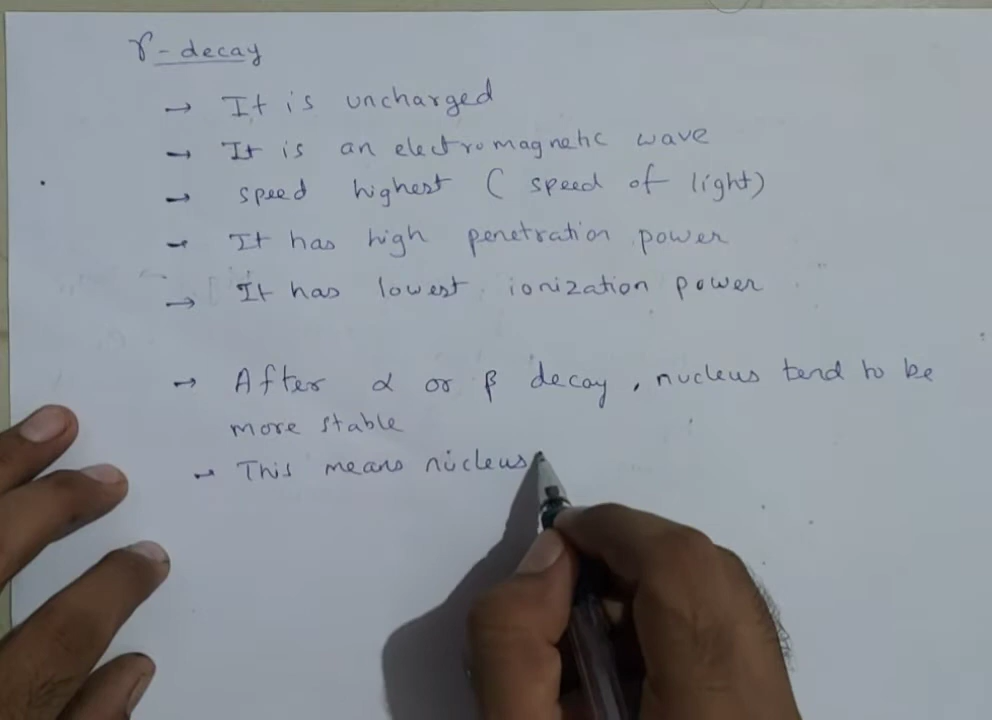 γ-decay
→ It is uncharged
→ It is an electromagnetic wave
→ speed highest ( speed of light)
→ It has high penetration power
→ It has lowest ionization power
→ After α or β decay, nucleus tend to be
more stable
→ This means nucleus